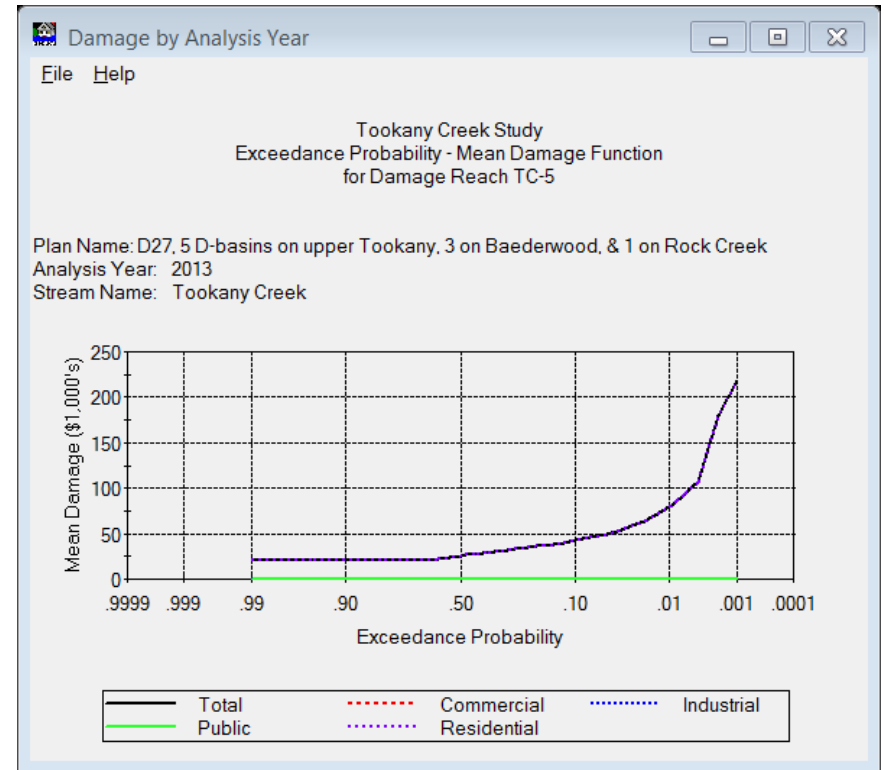 Damage by Analysis Year
File Help
Tookany Creek Study
Exceedance Probability - Mean Damage Function
for Damage Reach TC-5
Plan Name: D27, 5 D-basins on upper Tookany, 3 on Baederwood, & 1 on Rock Creek
Analysis Year: 2013
Stream Name: Tookany Creek
Mean Damage ($1,000's)
250
200
150
100
50
0
.9999 .999 .99 .90 .50 .10 .01 .001 .0001
Exceedance Probability
Total Commercial Industrial
Public Residential